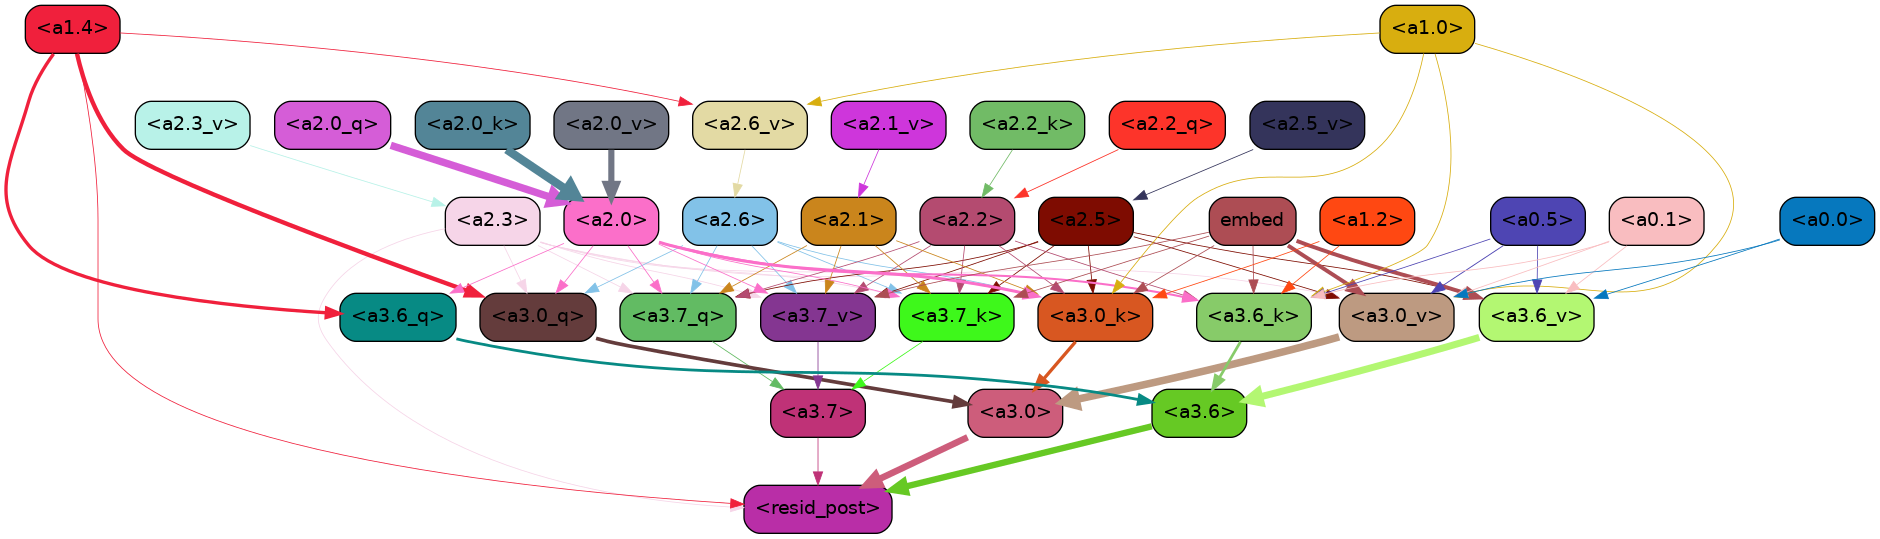 <a1.4> <a1.0>
<a2.3_v> <a2.0_q> <a2.0_k> <a2.0_v> <a2.6_v> <a2.1_v> <a2.2_k> <a2.2_q> <a2.5_v>
<a2.3> <a2.0> <a2.6> <a2.1> <a2.2> <a2.5> embed <a1.2> <a0.5> <a0.1> <a0.0>
<a3.6_q> <a3.0_q> <a3.7_q> <a3.7_v> <a3.7_k> <a3.0_k> <a3.6_k> <a3.0_v> <a3.6_v>
<a3.7> <a3.0> <a3.6>
<resid_post>